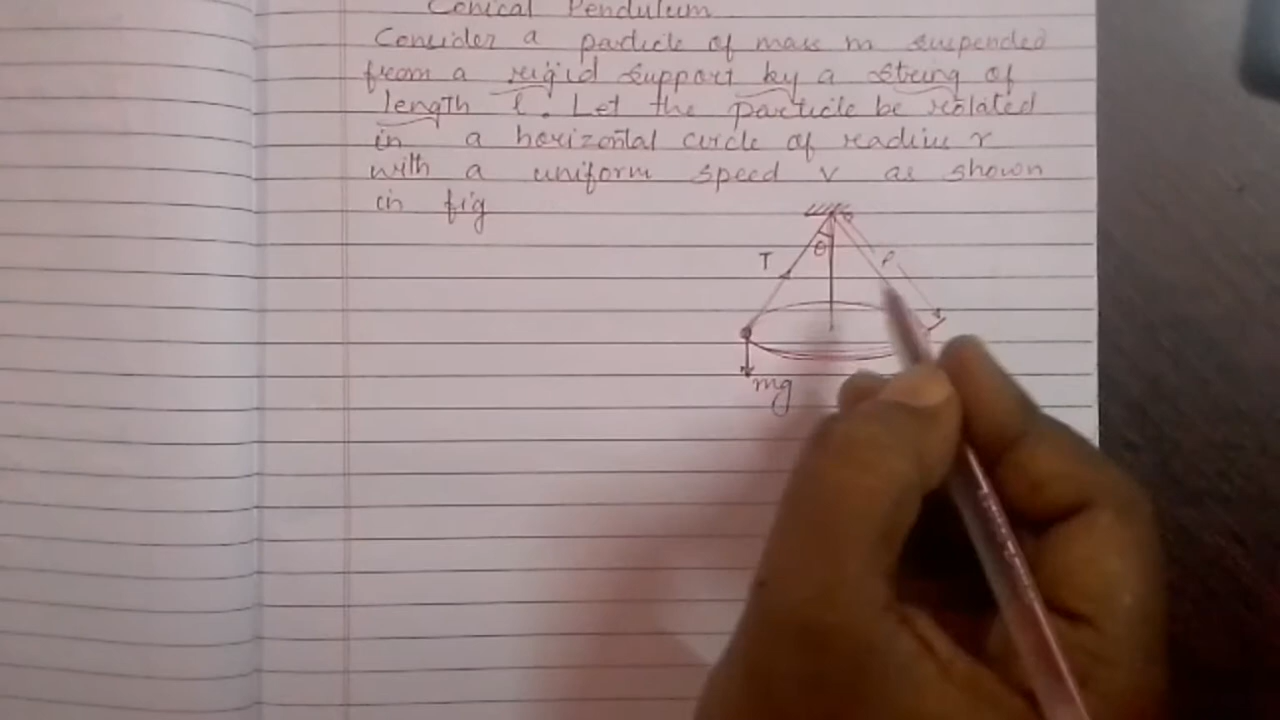 Conical Pendulum
Consider a particle of mass m suspended
from a rigid support by a string of
length l. Let the particle be rotated
in a horizontal circle of radius r
with a uniform speed v as shown
in fig
θ
T
l
mg